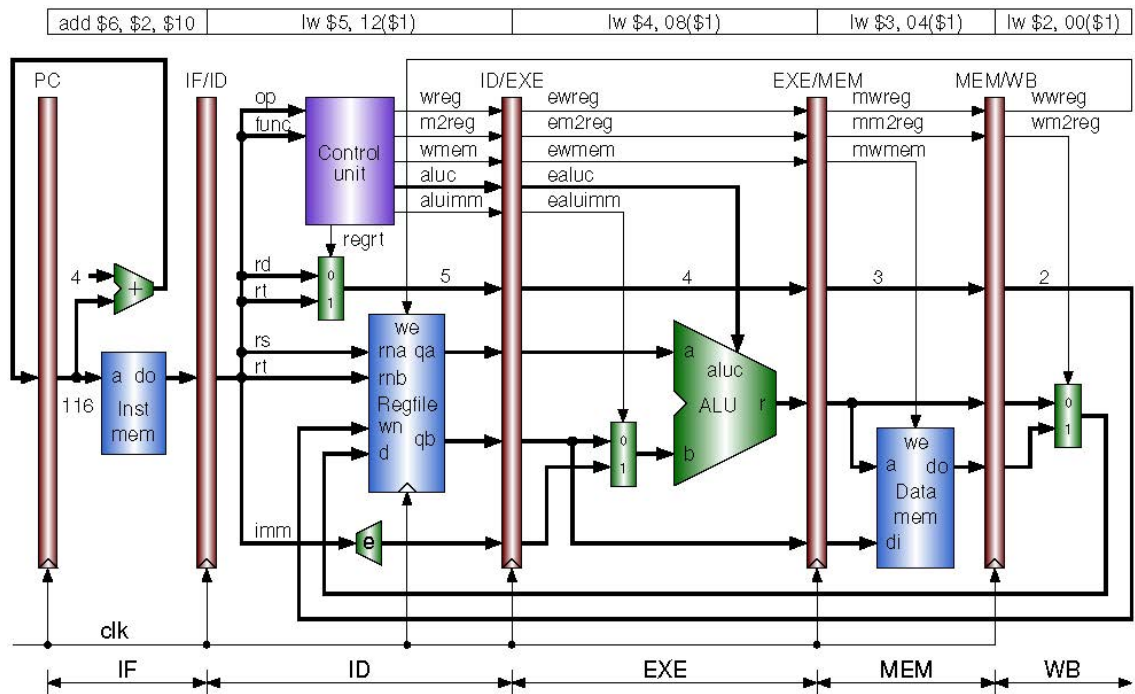 add $6, $2, $10 lw $5, 12($1) lw $4, 08($1) lw $3, 04($1) lw $2, 00($1)
PC IF/ID ID/EXE EXE/MEM MEM/WB
op wreg ewreg mwreg wwreg
func m2reg em2reg mm2reg wm2reg
Control unit
wmem ewmem mwmem
aluc ealuc
aluimm ealuimm
regrt
rd 0 5 4 3 2
rt 1
4 +
we
rs rna qa a aluc
rt rnb
a do
116 Inst mem
Regfile
wn qb
d
0
1
ALU r
b
0
1
we
a do
Data mem
di
imm e
clk
IF ID EXE MEM WB